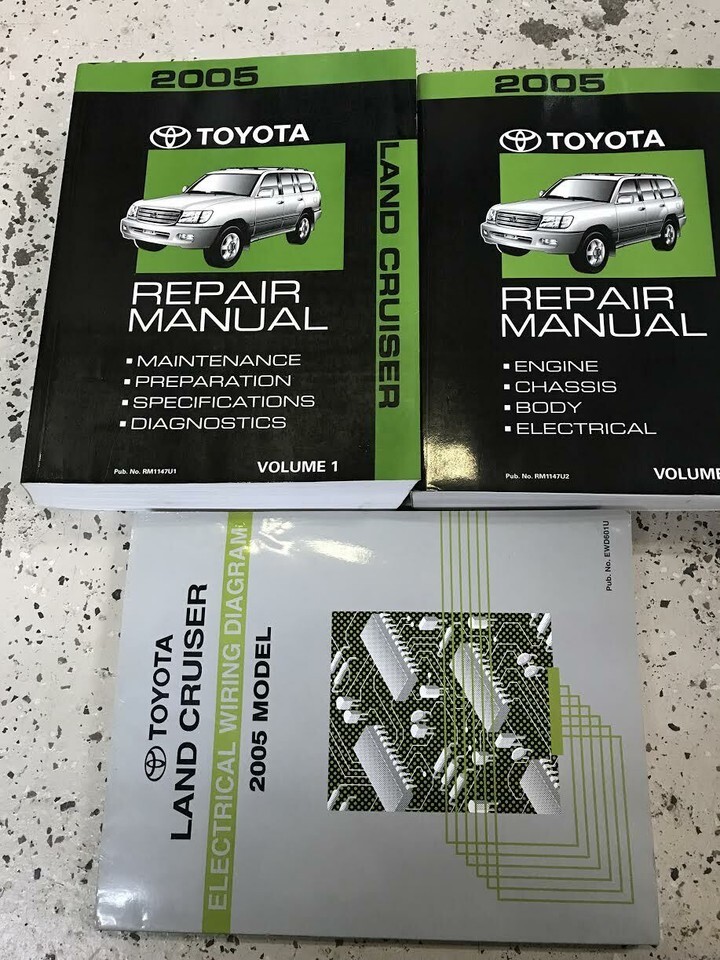 2005
TOYOTA
REPAIR
MANUAL
▪ MAINTENANCE
▪ PREPARATION
▪ SPECIFICATIONS
▪ DIAGNOSTICS
Pub. No. RM1147U1
VOLUME 1
LAND CRUISER
2005
TOYOTA
REPAIR
MANUAL
▪ ENGINE
▪ CHASSIS
▪ BODY
▪ ELECTRICAL
Pub. No. RM1147U2
VOLUME
TOYOTA
LAND CRUISER
ELECTRICAL WIRING DIAGRAM
2005 MODEL
Pub. No. EWD601U